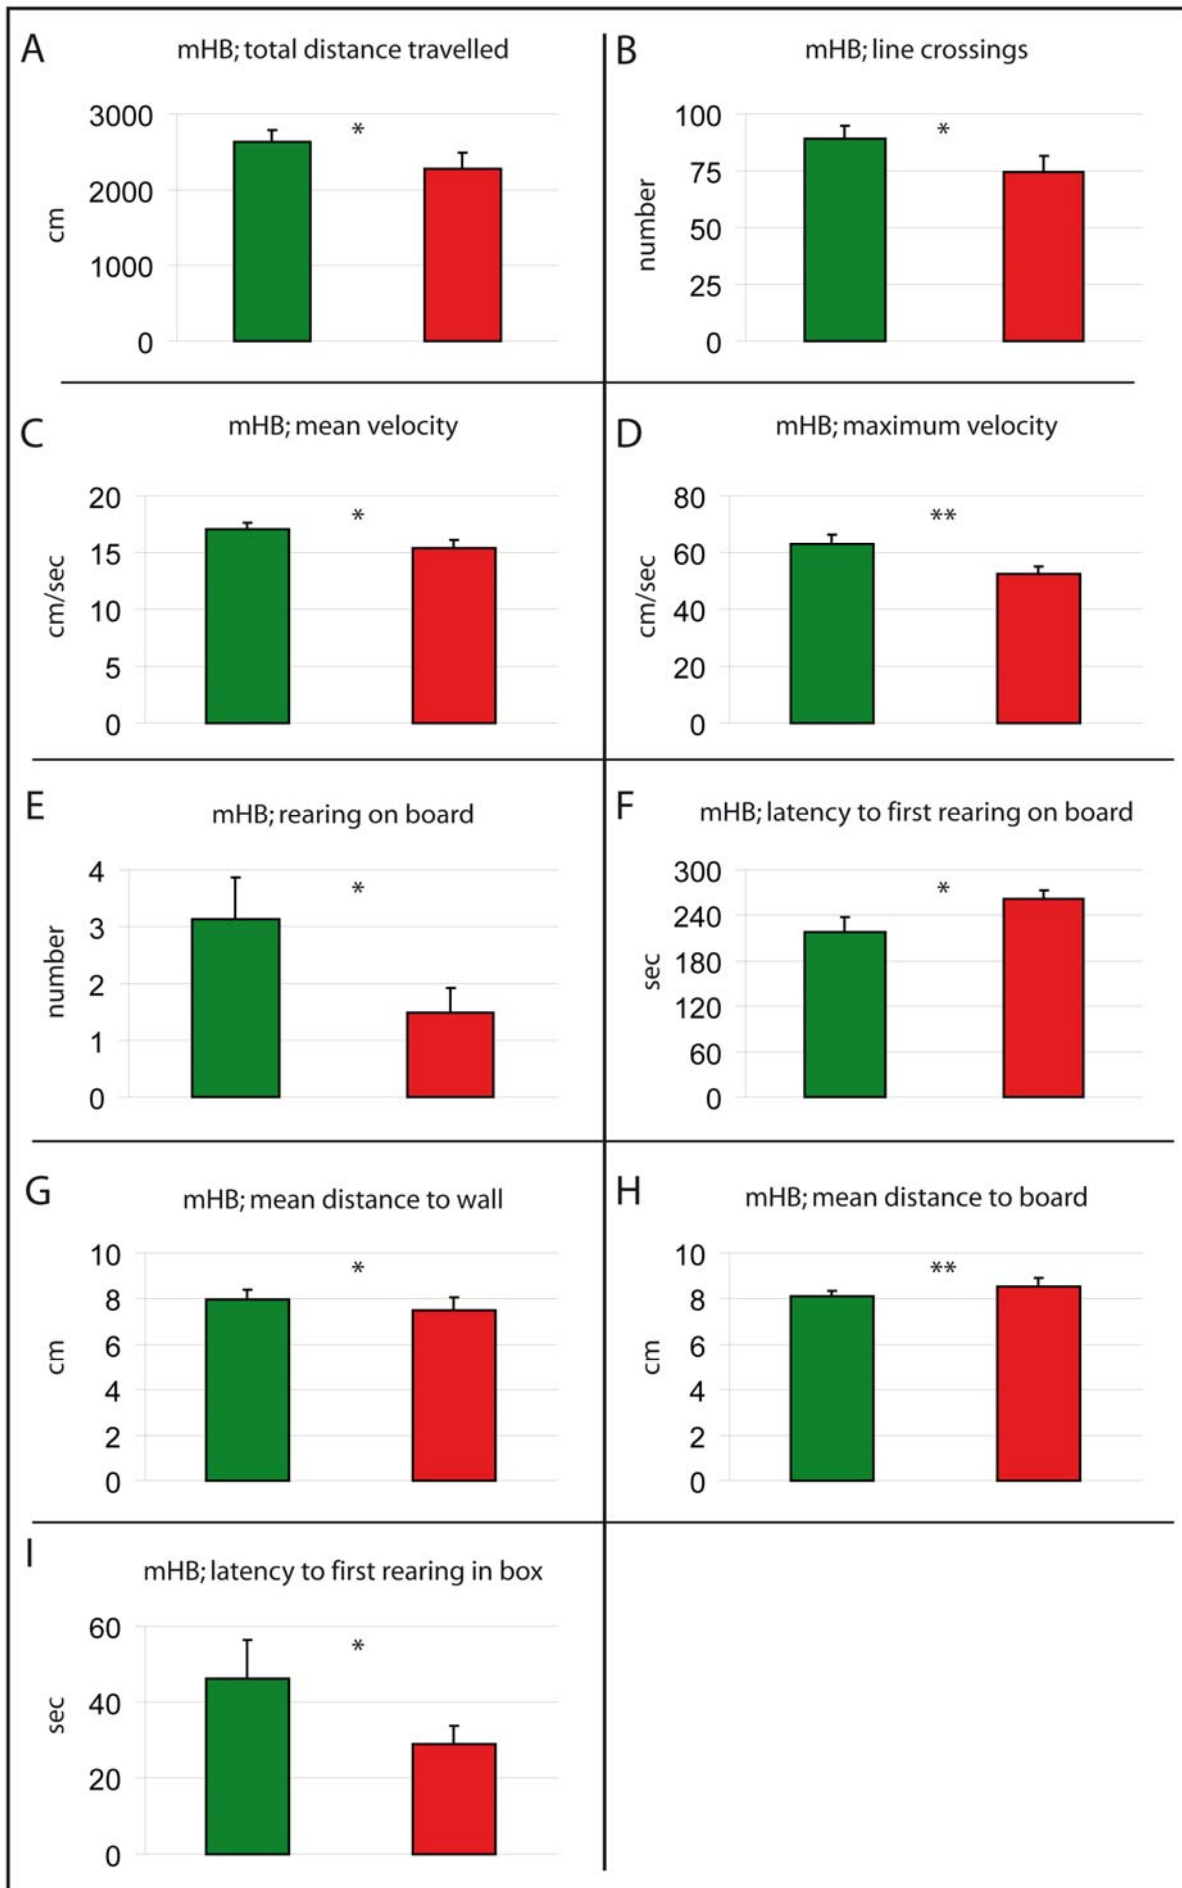 A
mHB; total distance travelled
3000
2000
1000
0
cm
*
B
mHB; line crossings
100
75
50
25
0
number
*
C
mHB; mean velocity
20
15
10
5
0
cm/sec
*
D
mHB; maximum velocity
80
60
40
20
0
cm/sec
**
E
mHB; rearing on board
4
3
2
1
0
number
*
F
mHB; latency to first rearing on board
300
240
180
120
60
0
sec
*
G
mHB; mean distance to wall
10
8
6
4
2
0
cm
*
H
mHB; mean distance to board
10
8
6
4
2
0
cm
**
I
mHB; latency to first rearing in box
60
40
20
0
sec
*